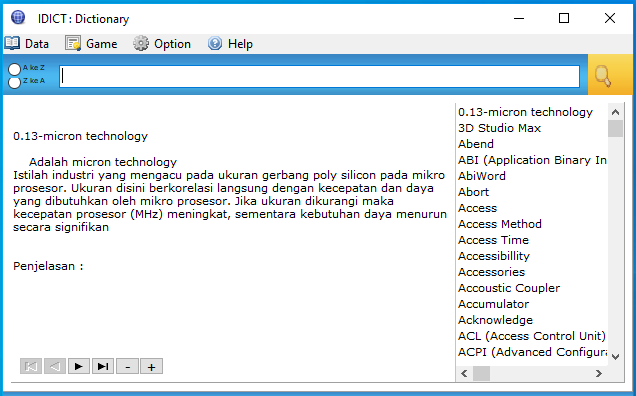 IDICT : Dictionary
Data Game Option Help
A ke Z
Z ke A
0.13-micron technology
Adalah micron technology
Istilah industri yang mengacu pada ukuran gerbang poly silicon pada mikro
prosesor. Ukuran disini berkorelasi langsung dengan kecepatan dan daya
yang dibutuhkan oleh mikro prosesor. Jika ukuran dikurangi maka
kecepatan prosesor (MHz) meningkat, sementara kebutuhan daya menurun
secara signifikan
Penjelasan :
- +
0.13-micron technology
3D Studio Max
Abend
ABI (Application Binary In
AbiWord
Abort
Access
Access Method
Access Time
Accessibillity
Accessories
Accoustic Coupler
Accumulator
Acknowledge
ACL (Access Control Unit)
ACPI (Advanced Configura